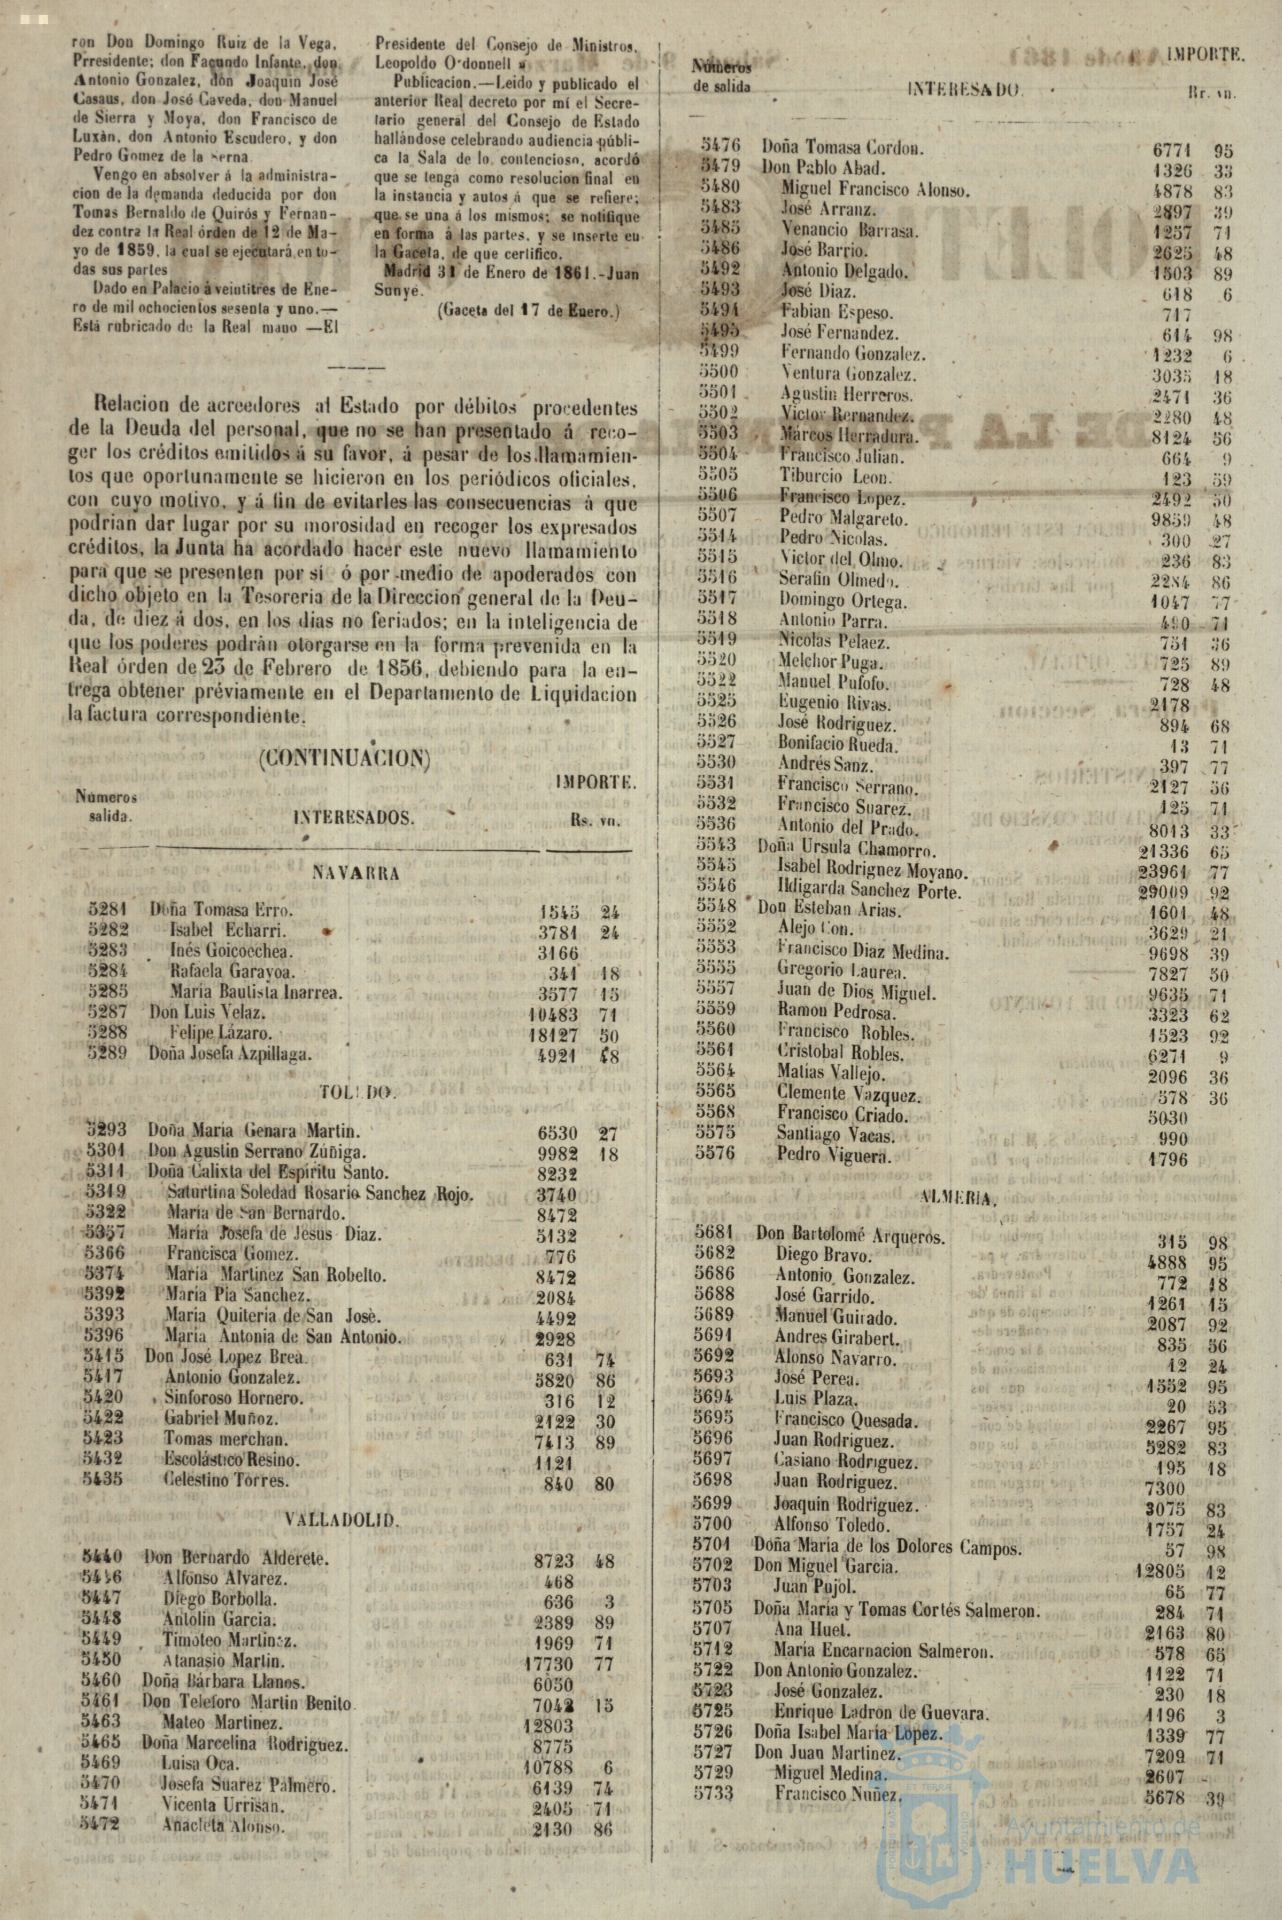 ron Don Domingo Ruiz de la Vega,
Prresidente; don Facundo Infante, don
Antonio Gonzalez, don Joaquin José
Casaus, don José Caveda, don Manuel
de Sierra y Moya, don Francisco de
Luxàn, don Antonio Escudero, y don
Pedro Gomez de la Serna
Vengo en absolver á la administra-
cion de la demanda deducida por don
Tomas Bernaldo de Quirós y Fernan-
dez contra la Real órden de 12 de Ma-
yo de 1859, la cual se ejecutará en to-
das sus partes
Dado en Palacio à veintitres de Ene-
ro de mil ochocientos sesenta y uno.—
Está rubricado de la Real mano —El
Presidente del Consejo de Ministros,
Leopoldo O'donnell »
Publicacion.—Leido y publicado el
anterior Real decreto por mí el Secre-
tario general del Consejo de Estado
hallándose celebrando audiencia públi-
ca la Sala de lo contencioso, acordó
que se tenga como resolucion final en
la instancia y autos á que se refiere;
que se una á los mismos; se notifique
en forma á las partes, y se inserte en
la Gaceta, de que certifico.
Madrid 31 de Enero de 1861.-Juan
Sunyé.
(Gaceta del 17 de Enero.)
Relacion de acreedores al Estado por débitos procedentes
de la Deuda del personal, que no se han presentado á reco-
ger los créditos emitidos á su favor, á pesar de los llamamien-
tos que oportunamente se hicieron en los periódicos oficiales,
con cuyo motivo, y á fin de evitarles las consecuencias á que
podrian dar lugar por su morosidad en recoger los expresados
créditos, la Junta ha acordado hacer este nuevo llamamiento
para que se presenten por si ó por medio de apoderados con
dicho objeto en la Tesoreria de la Direccion general de la Deu-
da, de diez á dos, en los dias no feriados; en la inteligencia de
que los poderes podrán otorgarse en la forma prevenida en la
Real órden de 23 de Febrero de 1856, debiendo para la en-
trega obtener préviamente en el Departamento de Liquidacion
la factura correspondiente.
(CONTINUACION)
IMPORTE.
Números
salida. INTERESADOS. Rs. vn.
NAVARRA
5281 Doña Tomasa Erro. 1545 24
5282 Isabel Echarri. 3781 24
5283 Inés Goicocchea. 3166
5284 Rafaela Garayoa. 341 18
5285 María Bautista Inarrea. 3577 15
5287 Don Luis Velaz. 10483 71
5288 Felipe Lázaro. 18127 50
5289 Doña Josefa Azpillaga. 4921 48
TOLEDO.
5293 Doña María Genara Martin. 6530 27
5301 Don Agustin Serrano Zúñiga. 9982 18
5311 Doña Calixta del Espíritu Santo. 8232
5319 Saturtina Soledad Rosario Sanchez Rojo. 3740
5322 María de San Bernardo. 8472
5357 María Josefa de Jesus Diaz. 5132
5366 Francisca Gomez. 776
5374 María Martinez San Robelto. 8472
5392 María Pia Sanchez. 2084
5393 Maria Quiteria de San Josè. 4492
5396 María Antonia de San Antonio. 2928
5415 Don José Lopez Brea. 631 74
5417 Antonio Gonzalez. 5820 86
5420 Sinforoso Hornero. 316 12
5422 Gabriel Muñoz. 2122 30
5423 Tomas merchan. 7413 89
5432 Escolástico Resino. 1121
5435 Celestino Torres. 840 80
VALLADOLID.
5440 Don Bernardo Alderete. 8723 48
5446 Alfonso Alvarez. 468
5447 Diego Borbolla. 636 3
5448 Antolin Garcia. 2389 89
5449 Timoteo Martinez. 1969 71
5450 Atanasio Martin. 17730 77
5460 Doña Bárbara Llanos. 6050
5461 Don Teleforo Martin Benito 7042 15
5463 Mateo Martinez. 12803
5465 Doña Marcelina Rodriguez. 8775
5469 Luisa Oca. 10788 6
5470 Josefa Suarez Palmero. 6139 74
5471 Vicenta Urrisan. 2405 71
5472 Anacleta Alonso. 2130 86
IMPORTE.
Números
de salida INTERESADO. Rr. vn.
5476 Doña Tomasa Cordon. 6771 95
5479 Don Pablo Abad. 1326 33
5480 Miguel Francisco Alonso. 4878 83
5483 José Arranz. 2897 39
5485 Venancio Barrasa. 1257 71
5486 José Barrio. 2625 48
5492 Antonio Delgado. 1503 89
5493 José Diaz. 618 6
5494 Fabian Espeso. 717
5495 José Fernandez. 614 98
5499 Fernando Gonzalez. 1232 6
5500 Ventura Gonzalez. 3035 18
5501 Agustin Herreros. 2471 36
5502 Victor Hernandez. 2280 48
5503 Márcos Herradura. 8124 56
5504 Francisco Julian. 664 9
5505 Tiburcio Leon. 123 59
5506 Francisco Lopez. 2492 50
5507 Pedro Malgareto. 9859 48
5514 Pedro Nicolas. 300 27
5515 Victor del Olmo. 236 83
5516 Serafin Olmedo. 2284 86
5517 Domingo Ortega. 1047 77
5518 Antonio Parra. 490 71
5519 Nicolas Pelaez. 751 36
5520 Melchor Puga. 725 89
5522 Manuel Pufofo. 728 48
5525 Eugenio Rivas. 2178
5526 José Rodriguez. 894 68
5527 Bonifacio Rueda. 13 71
5530 Andrés Sanz. 397 77
5531 Francisco Serrano. 2127 56
5532 Francisco Suarez. 125 71
5536 Antonio del Prado. 8013 33
5543 Doña Ursula Chamorro. 21336 65
5545 Isabel Rodrignez Moyano. 23961 77
5546 Ildigarda Sanchez Porte. 29009 92
5548 Don Esteban Arias. 1601 48
5552 Alejo Con. 3629 21
5553 Francisco Diaz Medina. 9698 39
5555 Gregorio Laurea. 7827 50
5557 Juan de Dios Miguel. 9635 71
5559 Ramon Pedrosa. 3323 62
5560 Francisco Robles. 1523 92
5561 Cristobal Robles. 6271 9
5564 Matías Vallejo. 2096 36
5565 Clemente Vazquez. 578 36
5568 Francisco Criado. 5030
5575 Santiago Vacas. 990
5576 Pedro Viguera. 1796
ALMERÍA.
5681 Don Bartolomé Arqueros. 315 98
5682 Diego Bravo. 4888 95
5686 Antonio Gonzalez. 772 18
5688 José Garrido. 1261 15
5689 Manuel Guirado. 2087 92
5691 Andres Girabert. 835 56
5692 Alonso Navarro. 12 24
5693 José Perea. 1552 95
5694 Luis Plaza. 20 53
5695 Francisco Quesada. 2267 95
5696 Juan Rodriguez. 5282 83
5697 Casiano Rodriguez. 195 18
5698 Juan Rodriguez. 7300
5699 Joaquin Rodriguez. 3075 83
5700 Alfonso Toledo. 1757 24
5701 Doña María de los Dolores Campos. 57 98
5702 Don Miguel Garcia. 12805 12
5703 Juan Pujol. 65 77
5705 Doña Maria y Tomas Cortés Salmeron. 284 71
5707 Ana Huet. 2163 80
5712 María Encarnacion Salmeron. 578 65
5722 Don Antonio Gonzalez. 1122 71
5723 José Gonzalez. 230 18
5725 Enrique Ladron de Guevara. 1196 3
5726 Doña Isabel María Lopez. 1339 77
5727 Don Juan Martinez. 7209 71
5729 Miguel Medina. 2607
5733 Francisco Nuñez. 5678 39
Ayuntamiento de
HUELVA